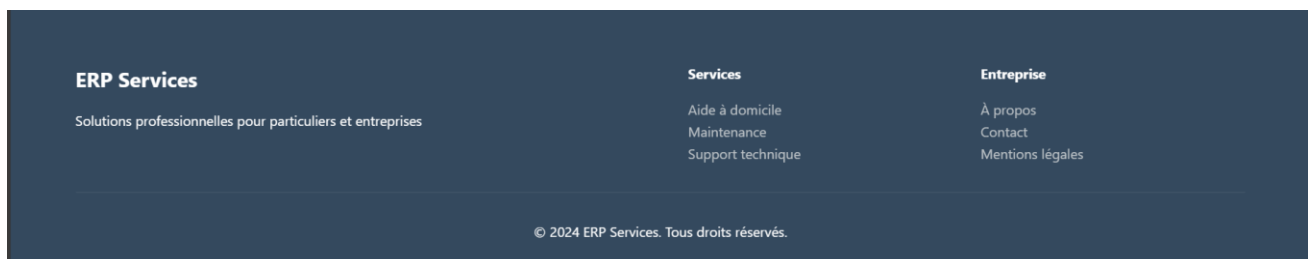 ERP Services
Solutions professionnelles pour particuliers et entreprises
Services
Aide à domicile
Maintenance
Support technique
Entreprise
À propos
Contact
Mentions légales
© 2024 ERP Services. Tous droits réservés.